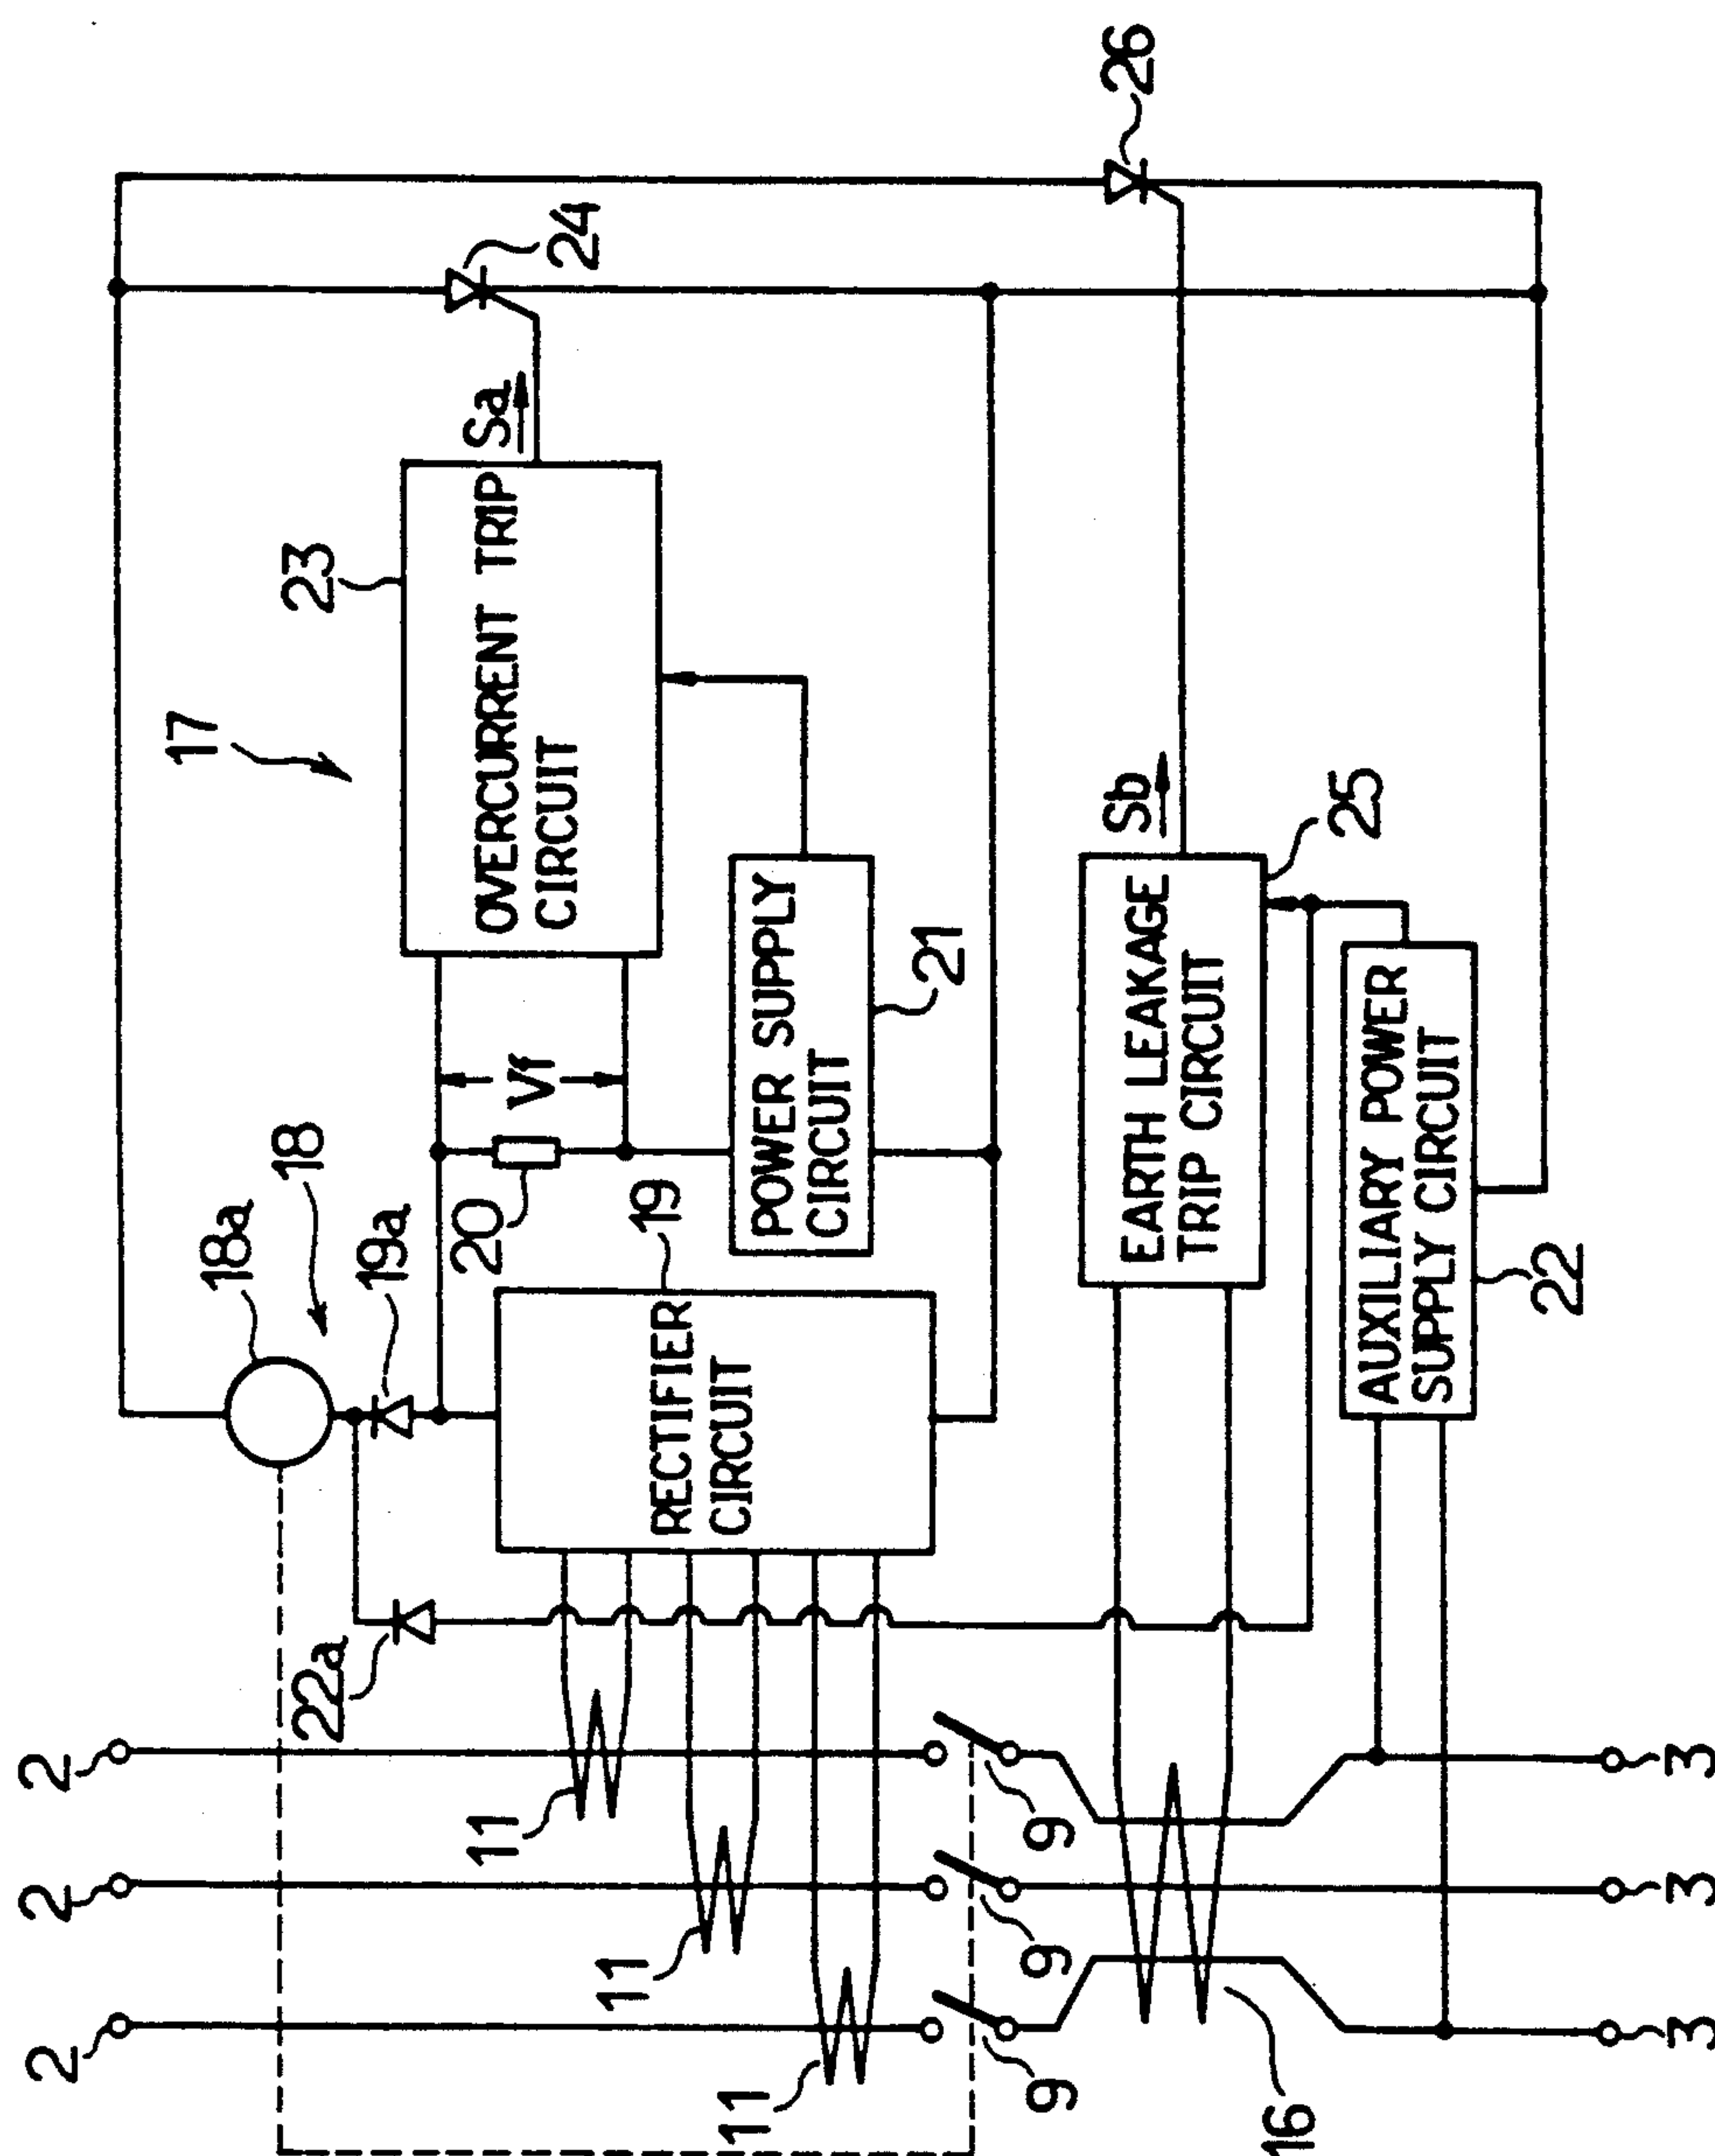 17
18
18a
19a
23
OVERCURRENT TRIP
CIRCUIT
Sa
24
26
Vf
20
19
RECTIFIER
CIRCUIT
POWER SUPPLY
CIRCUIT
21
22a
EARTH LEAKAGE
TRIP CIRCUIT
Sb
25
AUXILIARY POWER
SUPPLY CIRCUIT
22
2
2
2
11
11
11
9
9
9
16
3
3
3